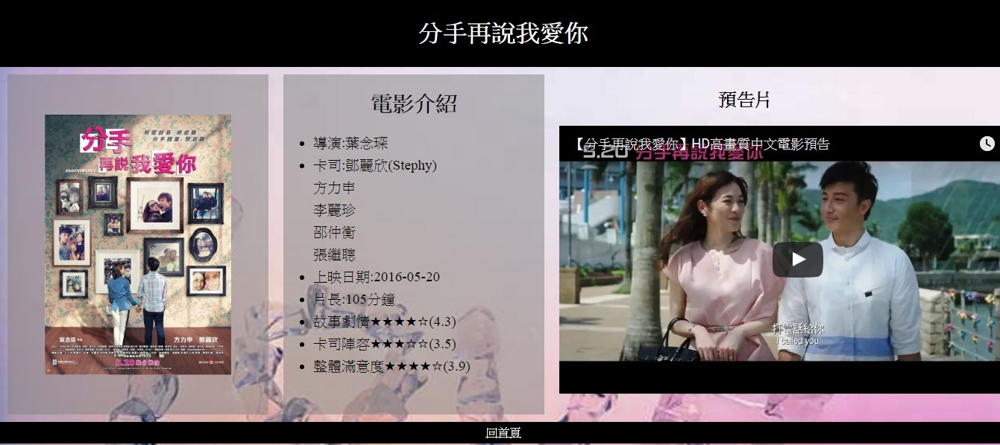 分手再說我愛你
分手
再說我愛你
ANNIVERSARY
葉念琛
方力申 鄧麗欣
5.20
電影介紹
導演:葉念琛
卡司:鄧麗欣(Stephy)
方力申
李麗珍
邵仲衡
張繼聰
上映日期:2016-05-20
片長:105分鐘
故事劇情★★★★☆(4.3)
卡司陣容★★★☆☆(3.5)
整體滿意度★★★★☆(3.9)
預告片
【分手再說我愛你】HD高畫質中文電影預告
5.20 分手再說我愛你
打電話給你
I called you
回首頁